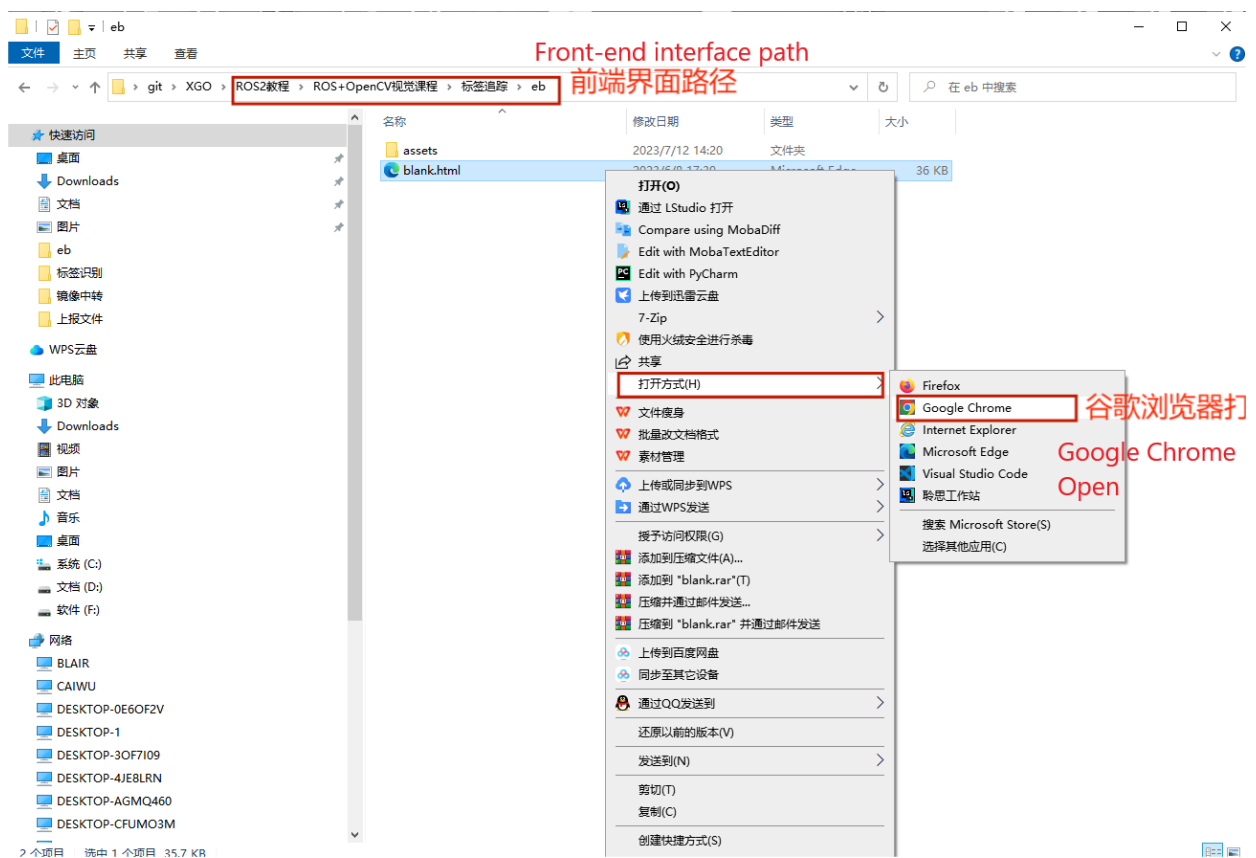 eb
文件 主页 共享 查看
Front-end interface path
前端界面路径
git › XGO › ROS2教程 › ROS+OpenCV视觉课程 › 标签追踪 › eb
在 eb 中搜索
名称 修改日期 类型 大小
快速访问
桌面
Downloads
文档
图片
eb
标签识别
镜像中转
上报文件
WPS云盘
此电脑
3D 对象
Downloads
视频
图片
文档
音乐
桌面
系统 (C:)
文档 (D:)
软件 (F:)
网络
BLAIR
CAIWU
DESKTOP-0E6OF2V
DESKTOP-1
DESKTOP-3OF7I09
DESKTOP-4JE8LRN
DESKTOP-AGMQ460
DESKTOP-CFUMO3M
assets 2023/7/12 14:20 文件夹
blank.html Microsoft Edge 36 KB
打开(O)
通过 LStudio 打开
Compare using MobaDiff
Edit with MobaTextEditor
Edit with PyCharm
上传到迅雷云盘
7-Zip
使用火绒安全进行杀毒
共享
打开方式(H)
文件瘦身
批量改文档格式
素材管理
上传或同步到WPS
通过WPS发送
授予访问权限(G)
添加到压缩文件(A)...
添加到 "blank.rar"(T)
压缩并通过邮件发送...
压缩到 "blank.rar" 并通过邮件发送
上传到百度网盘
同步至其它设备
通过QQ发送到
还原以前的版本(V)
发送到(N)
剪切(T)
复制(C)
创建快捷方式(S)
Firefox
Google Chrome
Internet Explorer
Microsoft Edge
Visual Studio Code
聆思工作站
搜索 Microsoft Store(S)
选择其他应用(C)
谷歌浏览器打
Google Chrome
Open
2 个项目 选中 1 个项目 35.7 KB